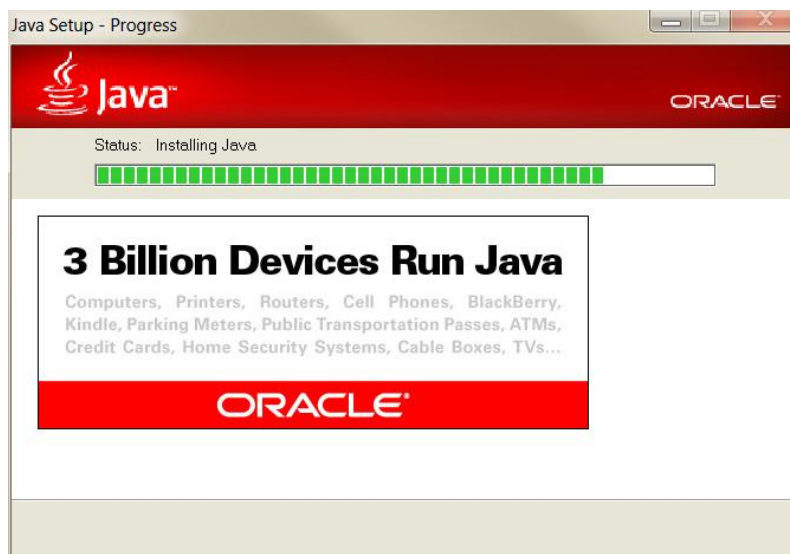 Java Setup - Progress
Java™
ORACLE®
Status: Installing Java
3 Billion Devices Run Java
Computers, Printers, Routers, Cell Phones, BlackBerry,
Kindle, Parking Meters, Public Transportation Passes, ATMs,
Credit Cards, Home Security Systems, Cable Boxes, TVs...
ORACLE®